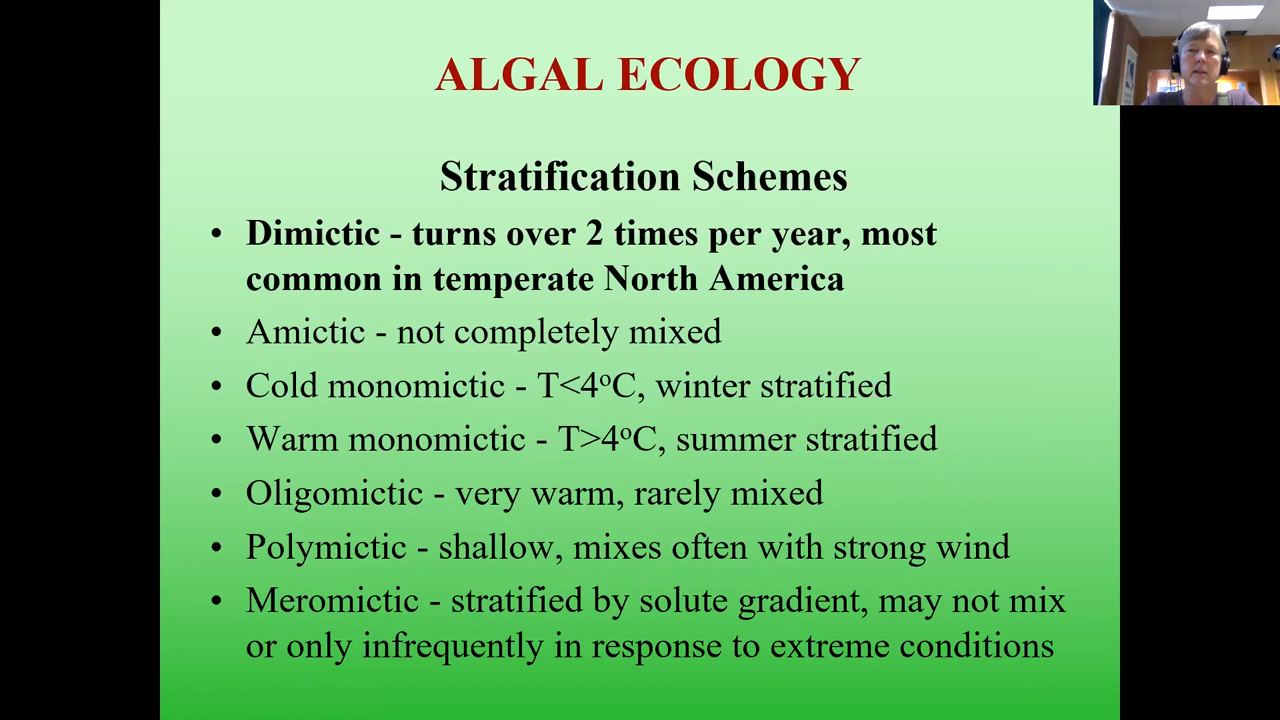 ALGAL ECOLOGY
Stratification Schemes
• Dimictic - turns over 2 times per year, most
common in temperate North America
• Amictic - not completely mixed
• Cold monomictic - T<4ºC, winter stratified
• Warm monomictic - T>4ºC, summer stratified
• Oligomictic - very warm, rarely mixed
• Polymictic - shallow, mixes often with strong wind
• Meromictic - stratified by solute gradient, may not mix
or only infrequently in response to extreme conditions